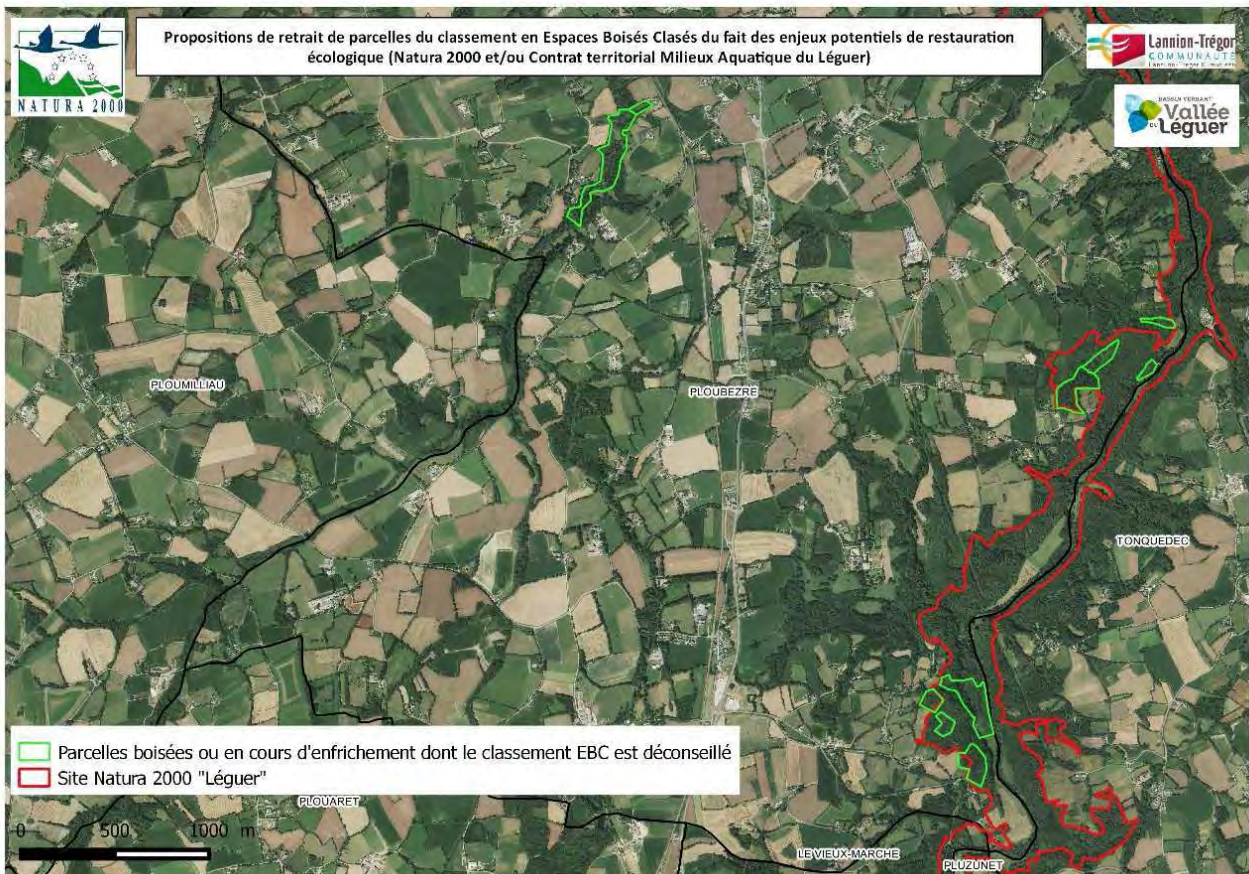 Propositions de retrait de parcelles du classement en Espaces Boisés Clasés du fait des enjeux potentiels de restauration
écologique (Natura 2000 et/ou Contrat territorial Milieux Aquatique du Léguer)
NATURA 2000
Lannion-Trégor
COMMUNAUTÉ
BASSIN VERSANT
Vallée
DU Léguer
PLOUMILLIAU
PLOUBEZRE
TONQUEDEC
Parcelles boisées ou en cours d'enfrichement dont le classement EBC est déconseillé
Site Natura 2000 "Léguer"
PLOUARET
0 500 1000 m
LE VIEUX-MARCHE
PLUZUNET